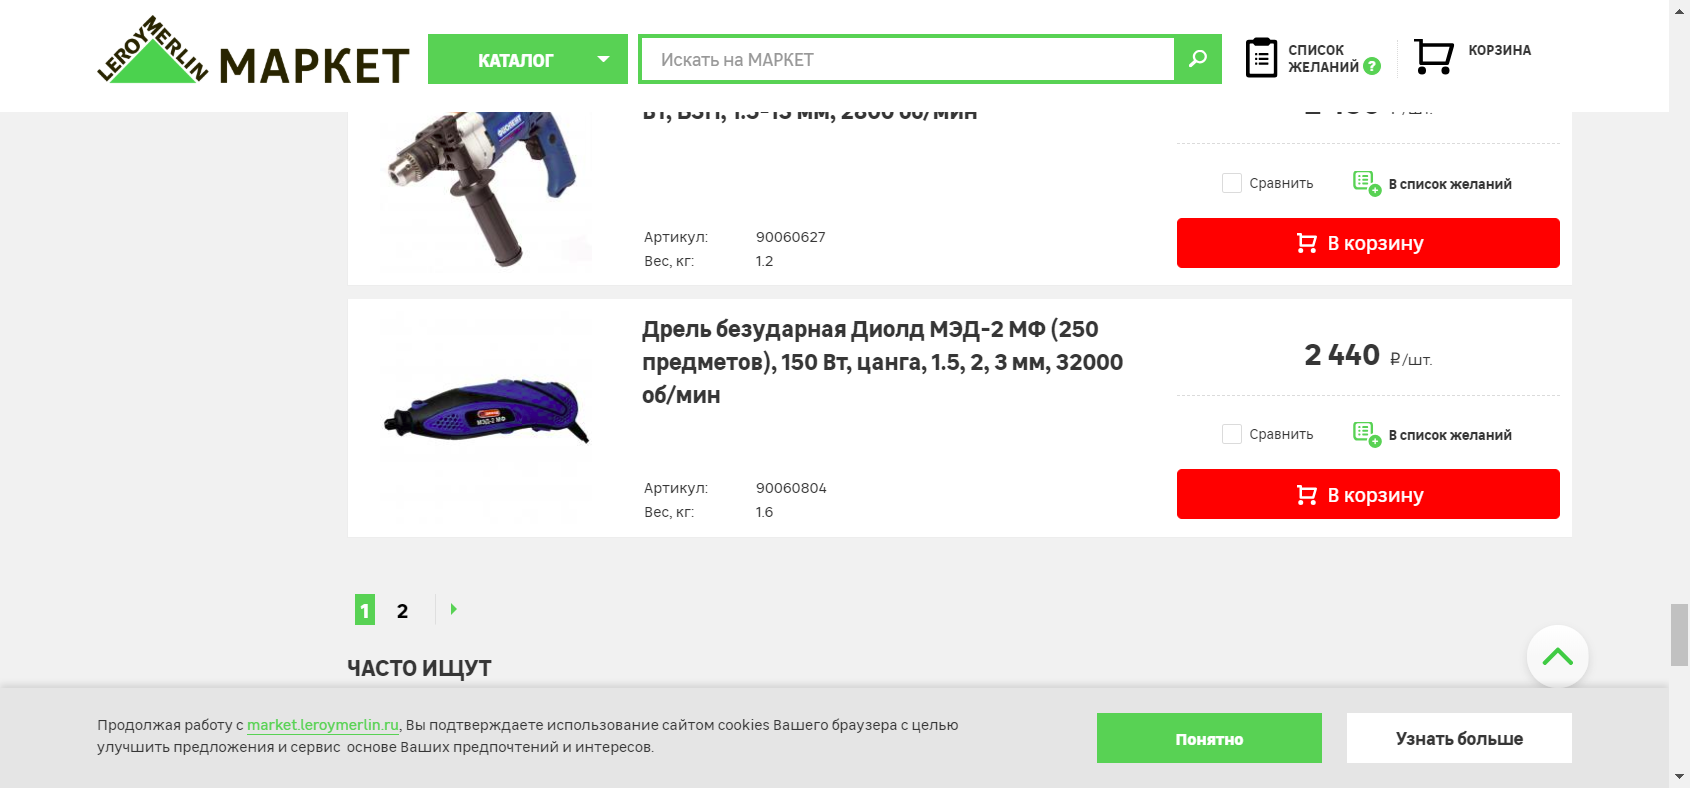 LEROY MERLIN МАРКЕТ
КАТАЛОГ
Искать на МАРКЕТ
СПИСОК
ЖЕЛАНИЙ ?
КОРЗИНА
Вт, БЗП, 1.5-13 мм, 2800 об/мин
₽/шт.
ФИОЛЕНТ
Сравнить
В список желаний
Артикул: 90060627
Вес, кг: 1.2
В корзину
Дрель безударная Диолд МЭД-2 МФ (250
предметов), 150 Вт, цанга, 1.5, 2, 3 мм, 32000
об/мин
2 440 ₽/шт.
МЭД-2 МФ
Сравнить
В список желаний
Артикул: 90060804
Вес, кг: 1.6
В корзину
1 2
ЧАСТО ИЩУТ
Продолжая работу с market.leroymerlin.ru, Вы подтверждаете использование сайтом cookies Вашего браузера с целью
улучшить предложения и сервис основе Ваших предпочтений и интересов.
Понятно
Узнать больше